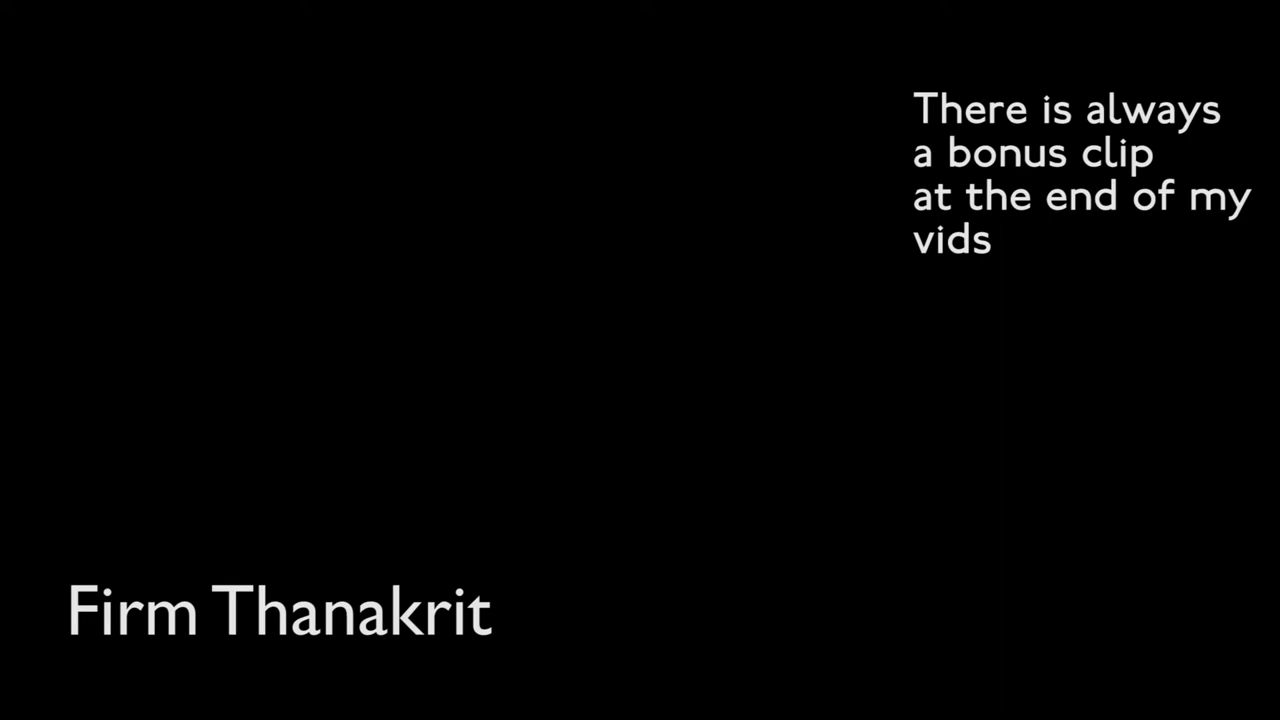 There is always
a bonus clip
at the end of my
vids
Firm Thanakrit